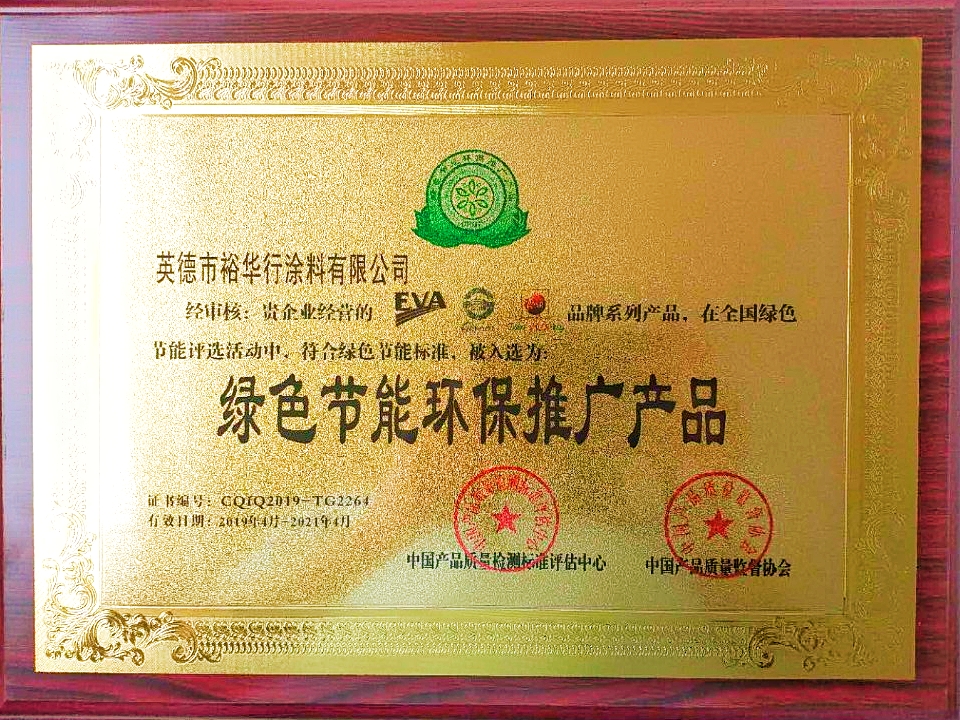 英德市裕华行涂料有限公司
经审核：贵企业经营的 EVA 品牌系列产品，在全国绿色
节能评选活动中，符合绿色节能标准，被入选为：
绿色节能环保推广产品
证书编号：CQIQ2019-TG2264
有效日期：2019年4月-2021年4月
中国产品质量检测标准评估中心
中国产品质量监督协会